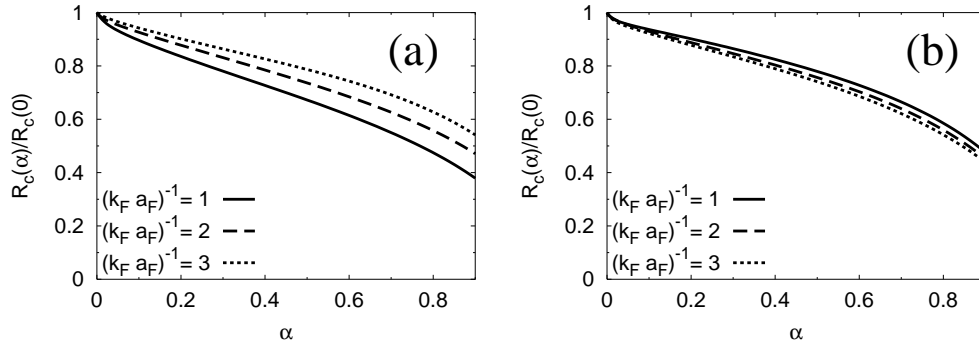 (a)
R_c(α)/R_c(0)
1
0.8
0.6
0.4
0.2
0
(k_F a_F)^-1 = 1
(k_F a_F)^-1 = 2
(k_F a_F)^-1 = 3
0 0.2 0.4 0.6 0.8
α
(b)
R_c(α)/R_c(0)
1
0.8
0.6
0.4
0.2
0
(k_F a_F)^-1 = 1
(k_F a_F)^-1 = 2
(k_F a_F)^-1 = 3
0 0.2 0.4 0.6 0.8
α